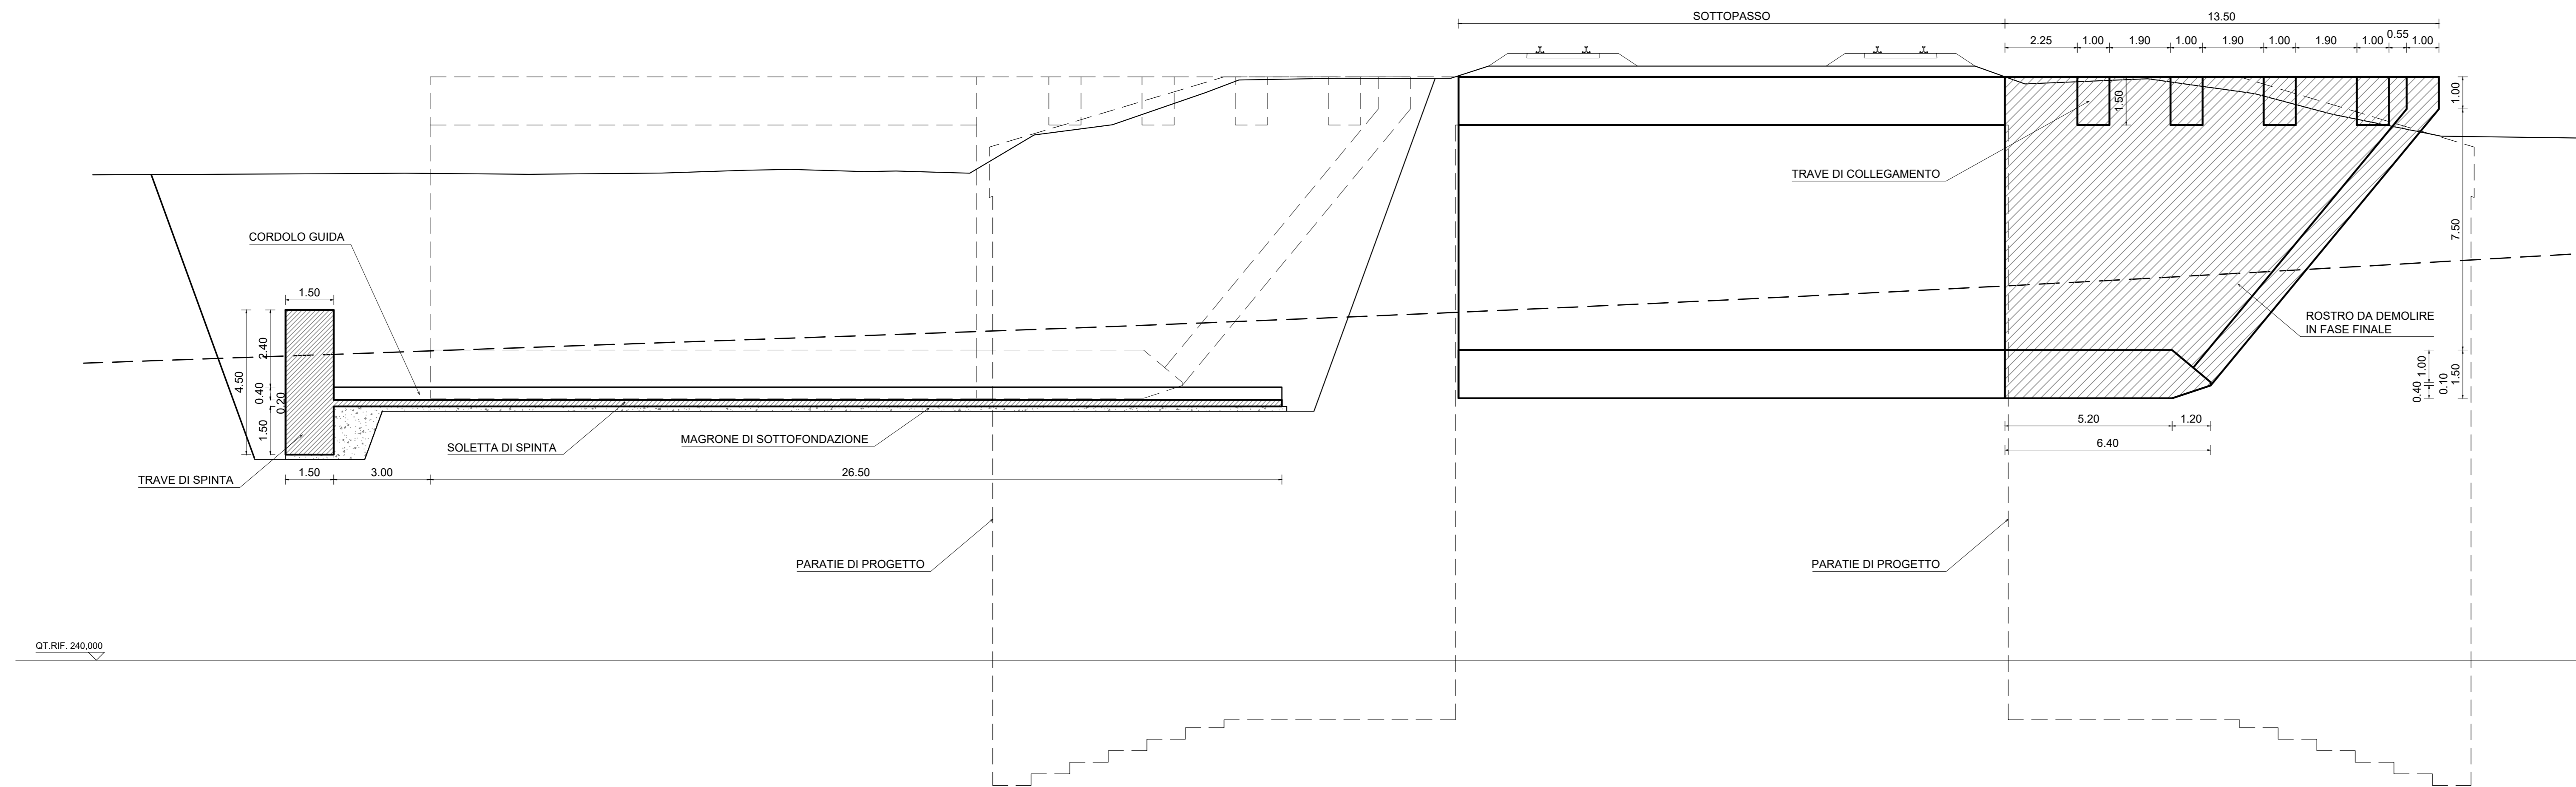 SOTTOPASSO
13.50
2.25
1.00
1.90
1.00
1.90
1.00
1.90
1.00
0.55
1.00
1.50
1.00
TRAVE DI COLLEGAMENTO
7.50
CORDOLO GUIDA
1.50
ROSTRO DA DEMOLIRE
IN FASE FINALE
4.50
2.40
0.40
0.20
1.50
1.00
0.40
0.10
1.50
5.20
1.20
6.40
MAGRONE DI SOTTOFONDAZIONE
SOLETTA DI SPINTA
TRAVE DI SPINTA
1.50
3.00
26.50
PARATIE DI PROGETTO
PARATIE DI PROGETTO
QT.RIF. 240,000